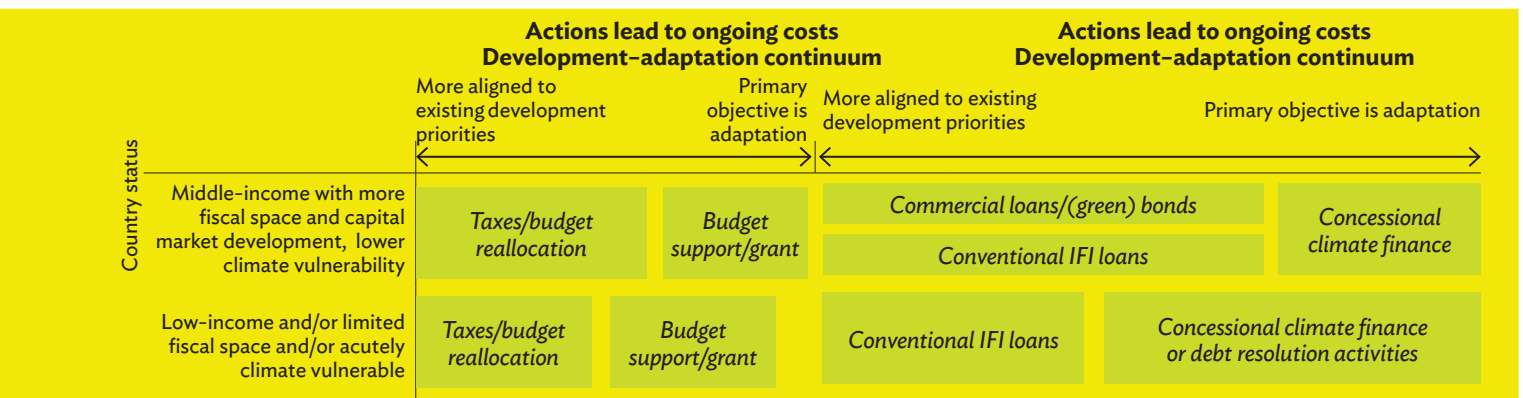 Actions lead to ongoing costs
Development–adaptation continuum
Actions lead to ongoing costs
Development–adaptation continuum
More aligned to
existing development
priorities
Primary
objective is
adaptation
More aligned to existing
development priorities
Primary objective is adaptation
Country status
Middle-income with more
fiscal space and capital
market development, lower
climate vulnerability
Taxes/budget
reallocation
Budget
support/grant
Commercial loans/(green) bonds
Conventional IFI loans
Concessional
climate finance
Low-income and/or limited
fiscal space and/or acutely
climate vulnerable
Taxes/budget
reallocation
Budget
support/grant
Conventional IFI loans
Concessional climate finance
or debt resolution activities